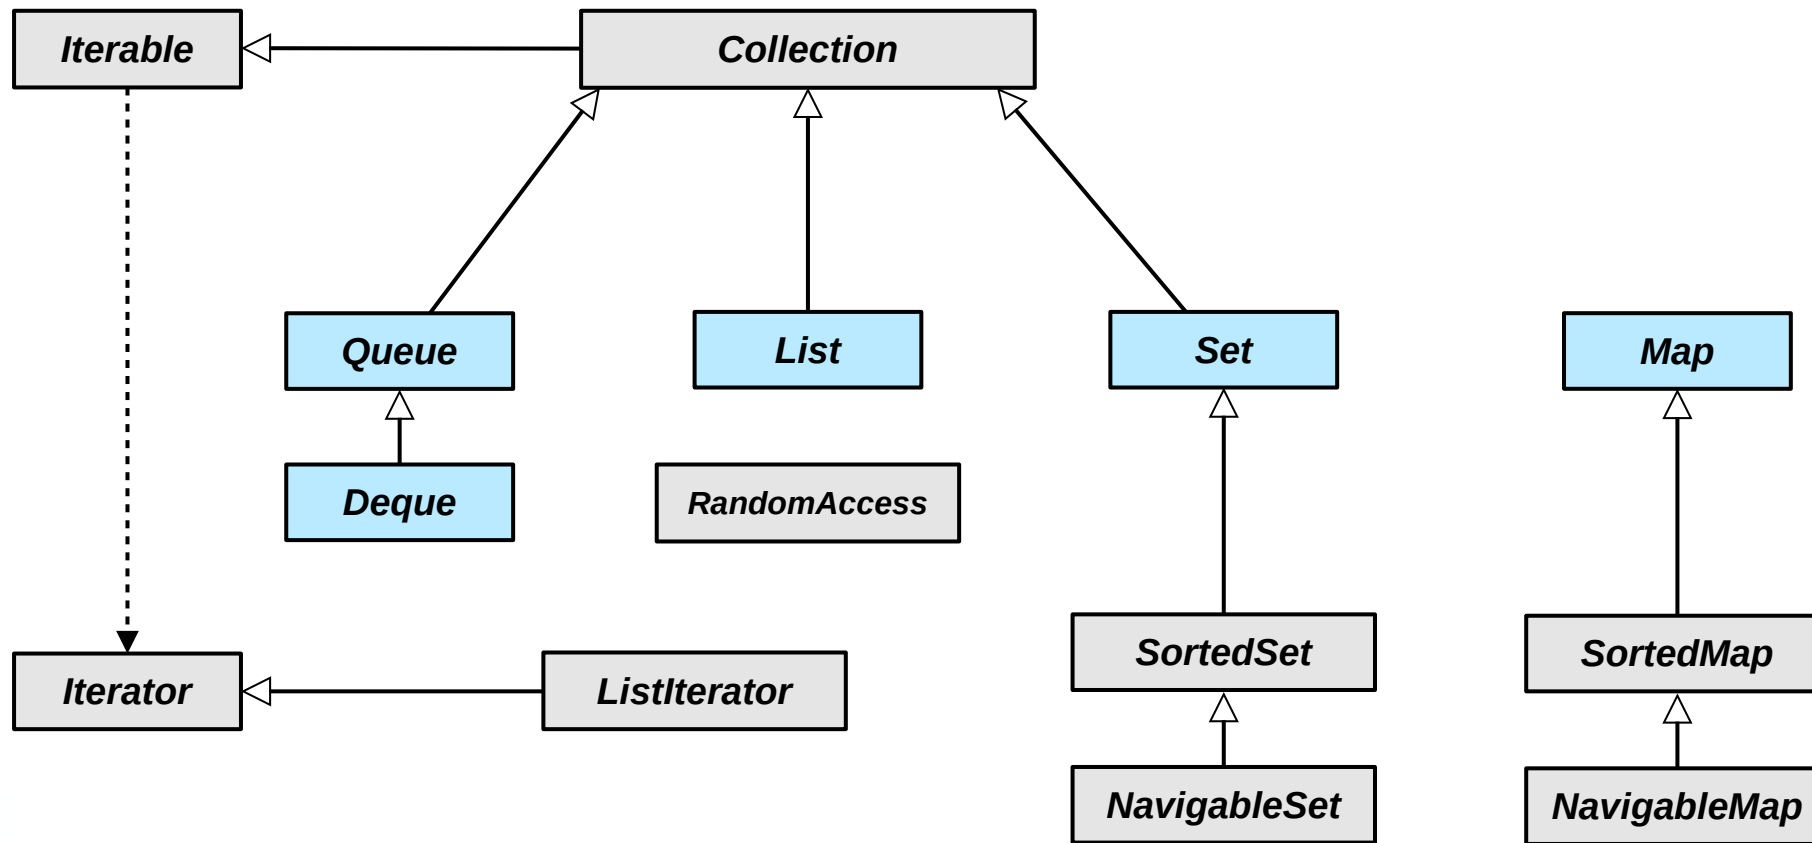 Iterable
Collection
Queue
List
Set
Map
Deque
RandomAccess
Iterator
ListIterator
SortedSet
SortedMap
NavigableSet
NavigableMap